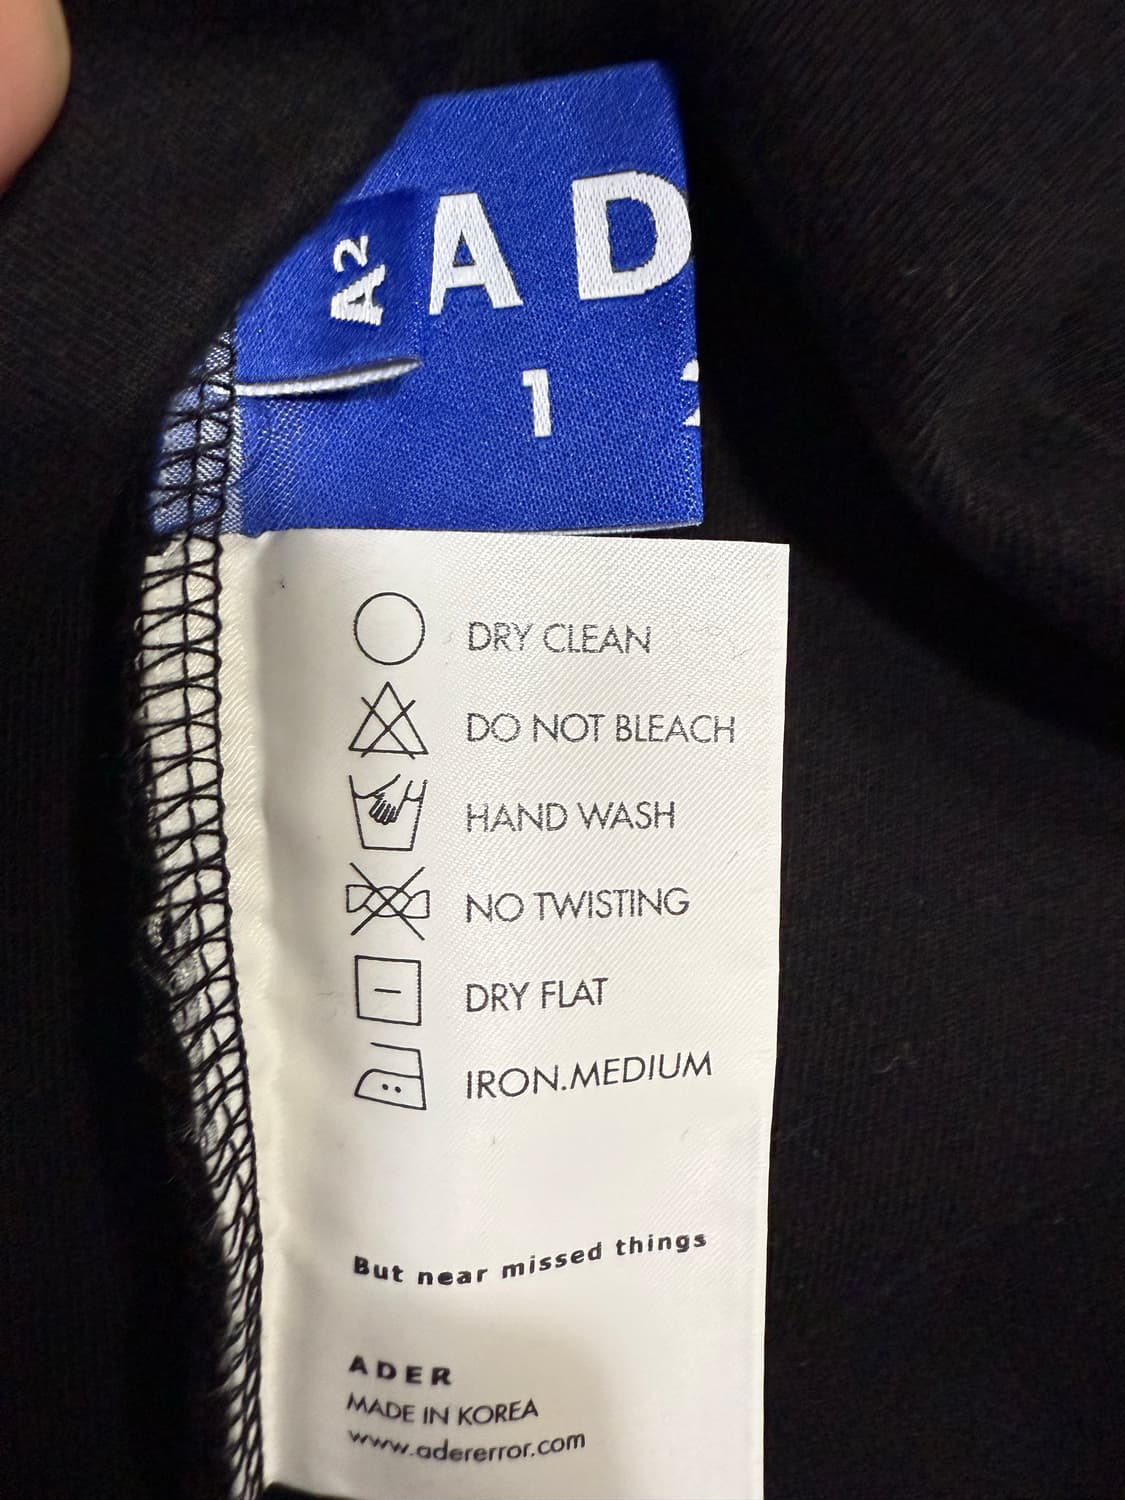 A2
A D
1
DRY CLEAN
DO NOT BLEACH
HAND WASH
NO TWISTING
DRY FLAT
IRON.MEDIUM
But near missed things
ADER
MADE IN KOREA
www.adererror.com